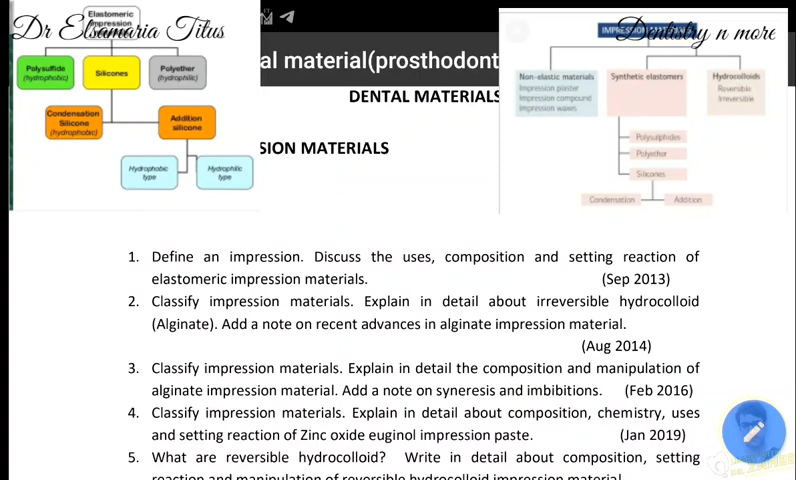 Dr Elsamaria Titus
Dentistry n more
Elastomeric
Impression
Polysulfide
(hydrophobic)
Silicones
Polyether
(hydrophilic)
Condensation
Silicone
(hydrophobic)
Addition
silicone
Hydrophobic
type
Hydrophilic
type
al material(prosthodont
DENTAL MATERIALS
SION MATERIALS
Non-elastic materials
Impression plaster
Impression compound
Impression waxes
Synthetic elastomers
Hydrocolloids
Reversible
Irreversible
Polysulphides
Polyether
Silicones
Condensation
Addition
1. Define an impression. Discuss the uses, composition and setting reaction of
elastomeric impression materials. (Sep 2013)
2. Classify impression materials. Explain in detail about irreversible hydrocolloid
(Alginate). Add a note on recent advances in alginate impression material.
(Aug 2014)
3. Classify impression materials. Explain in detail the composition and manipulation of
alginate impression material. Add a note on syneresis and imbibitions. (Feb 2016)
4. Classify impression materials. Explain in detail about composition, chemistry, uses
and setting reaction of Zinc oxide euginol impression paste. (Jan 2019)
5. What are reversible hydrocolloid? Write in detail about composition, setting
reaction and manipulation of reversible hydrocolloid impression material.